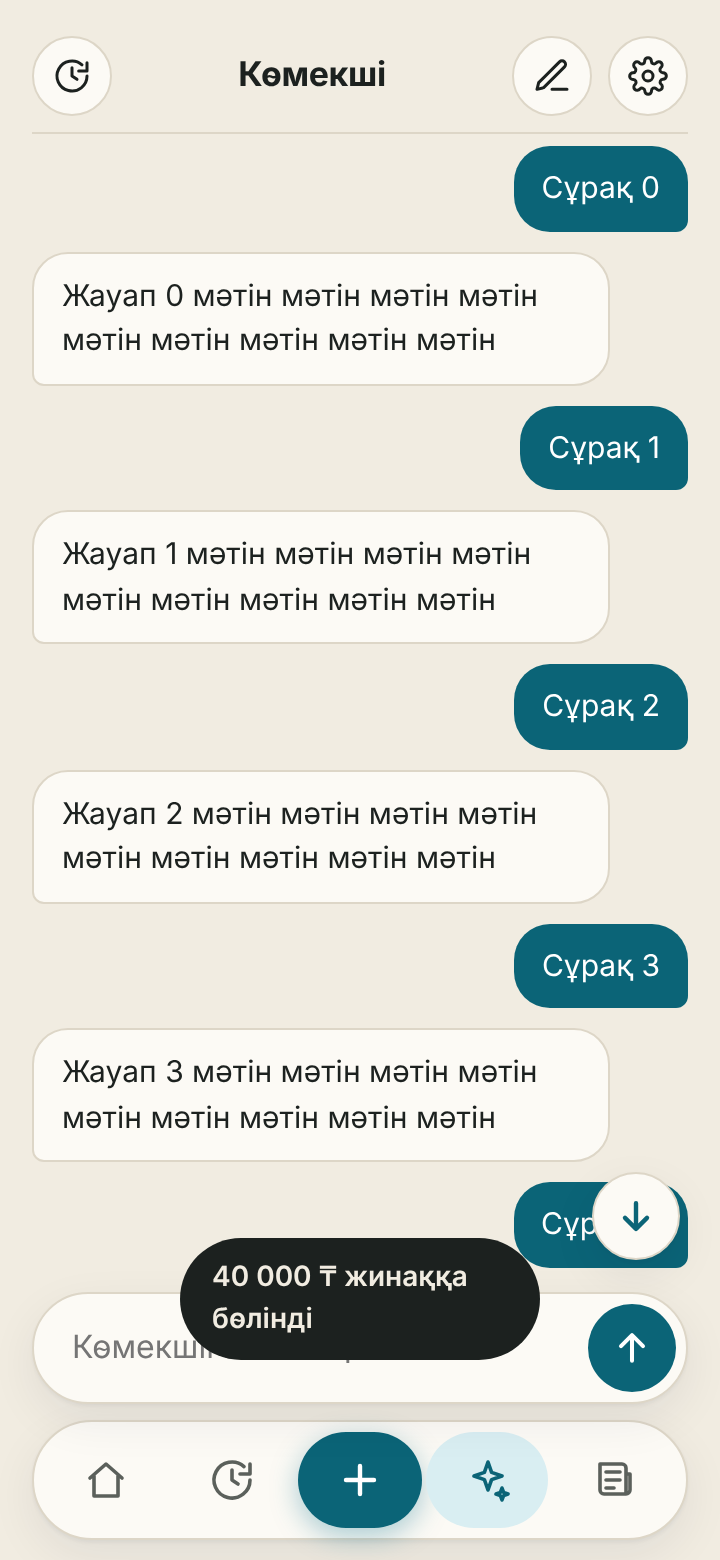 Көмекші
Сұрақ 0
Жауап 0 мәтін мәтін мәтін мәтін
мәтін мәтін мәтін мәтін мәтін
Сұрақ 1
Жауап 1 мәтін мәтін мәтін мәтін
мәтін мәтін мәтін мәтін мәтін
Сұрақ 2
Жауап 2 мәтін мәтін мәтін мәтін
мәтін мәтін мәтін мәтін мәтін
Сұрақ 3
Жауап 3 мәтін мәтін мәтін мәтін
мәтін мәтін мәтін мәтін мәтін
40 000 ₸ жинаққа
бөлінді